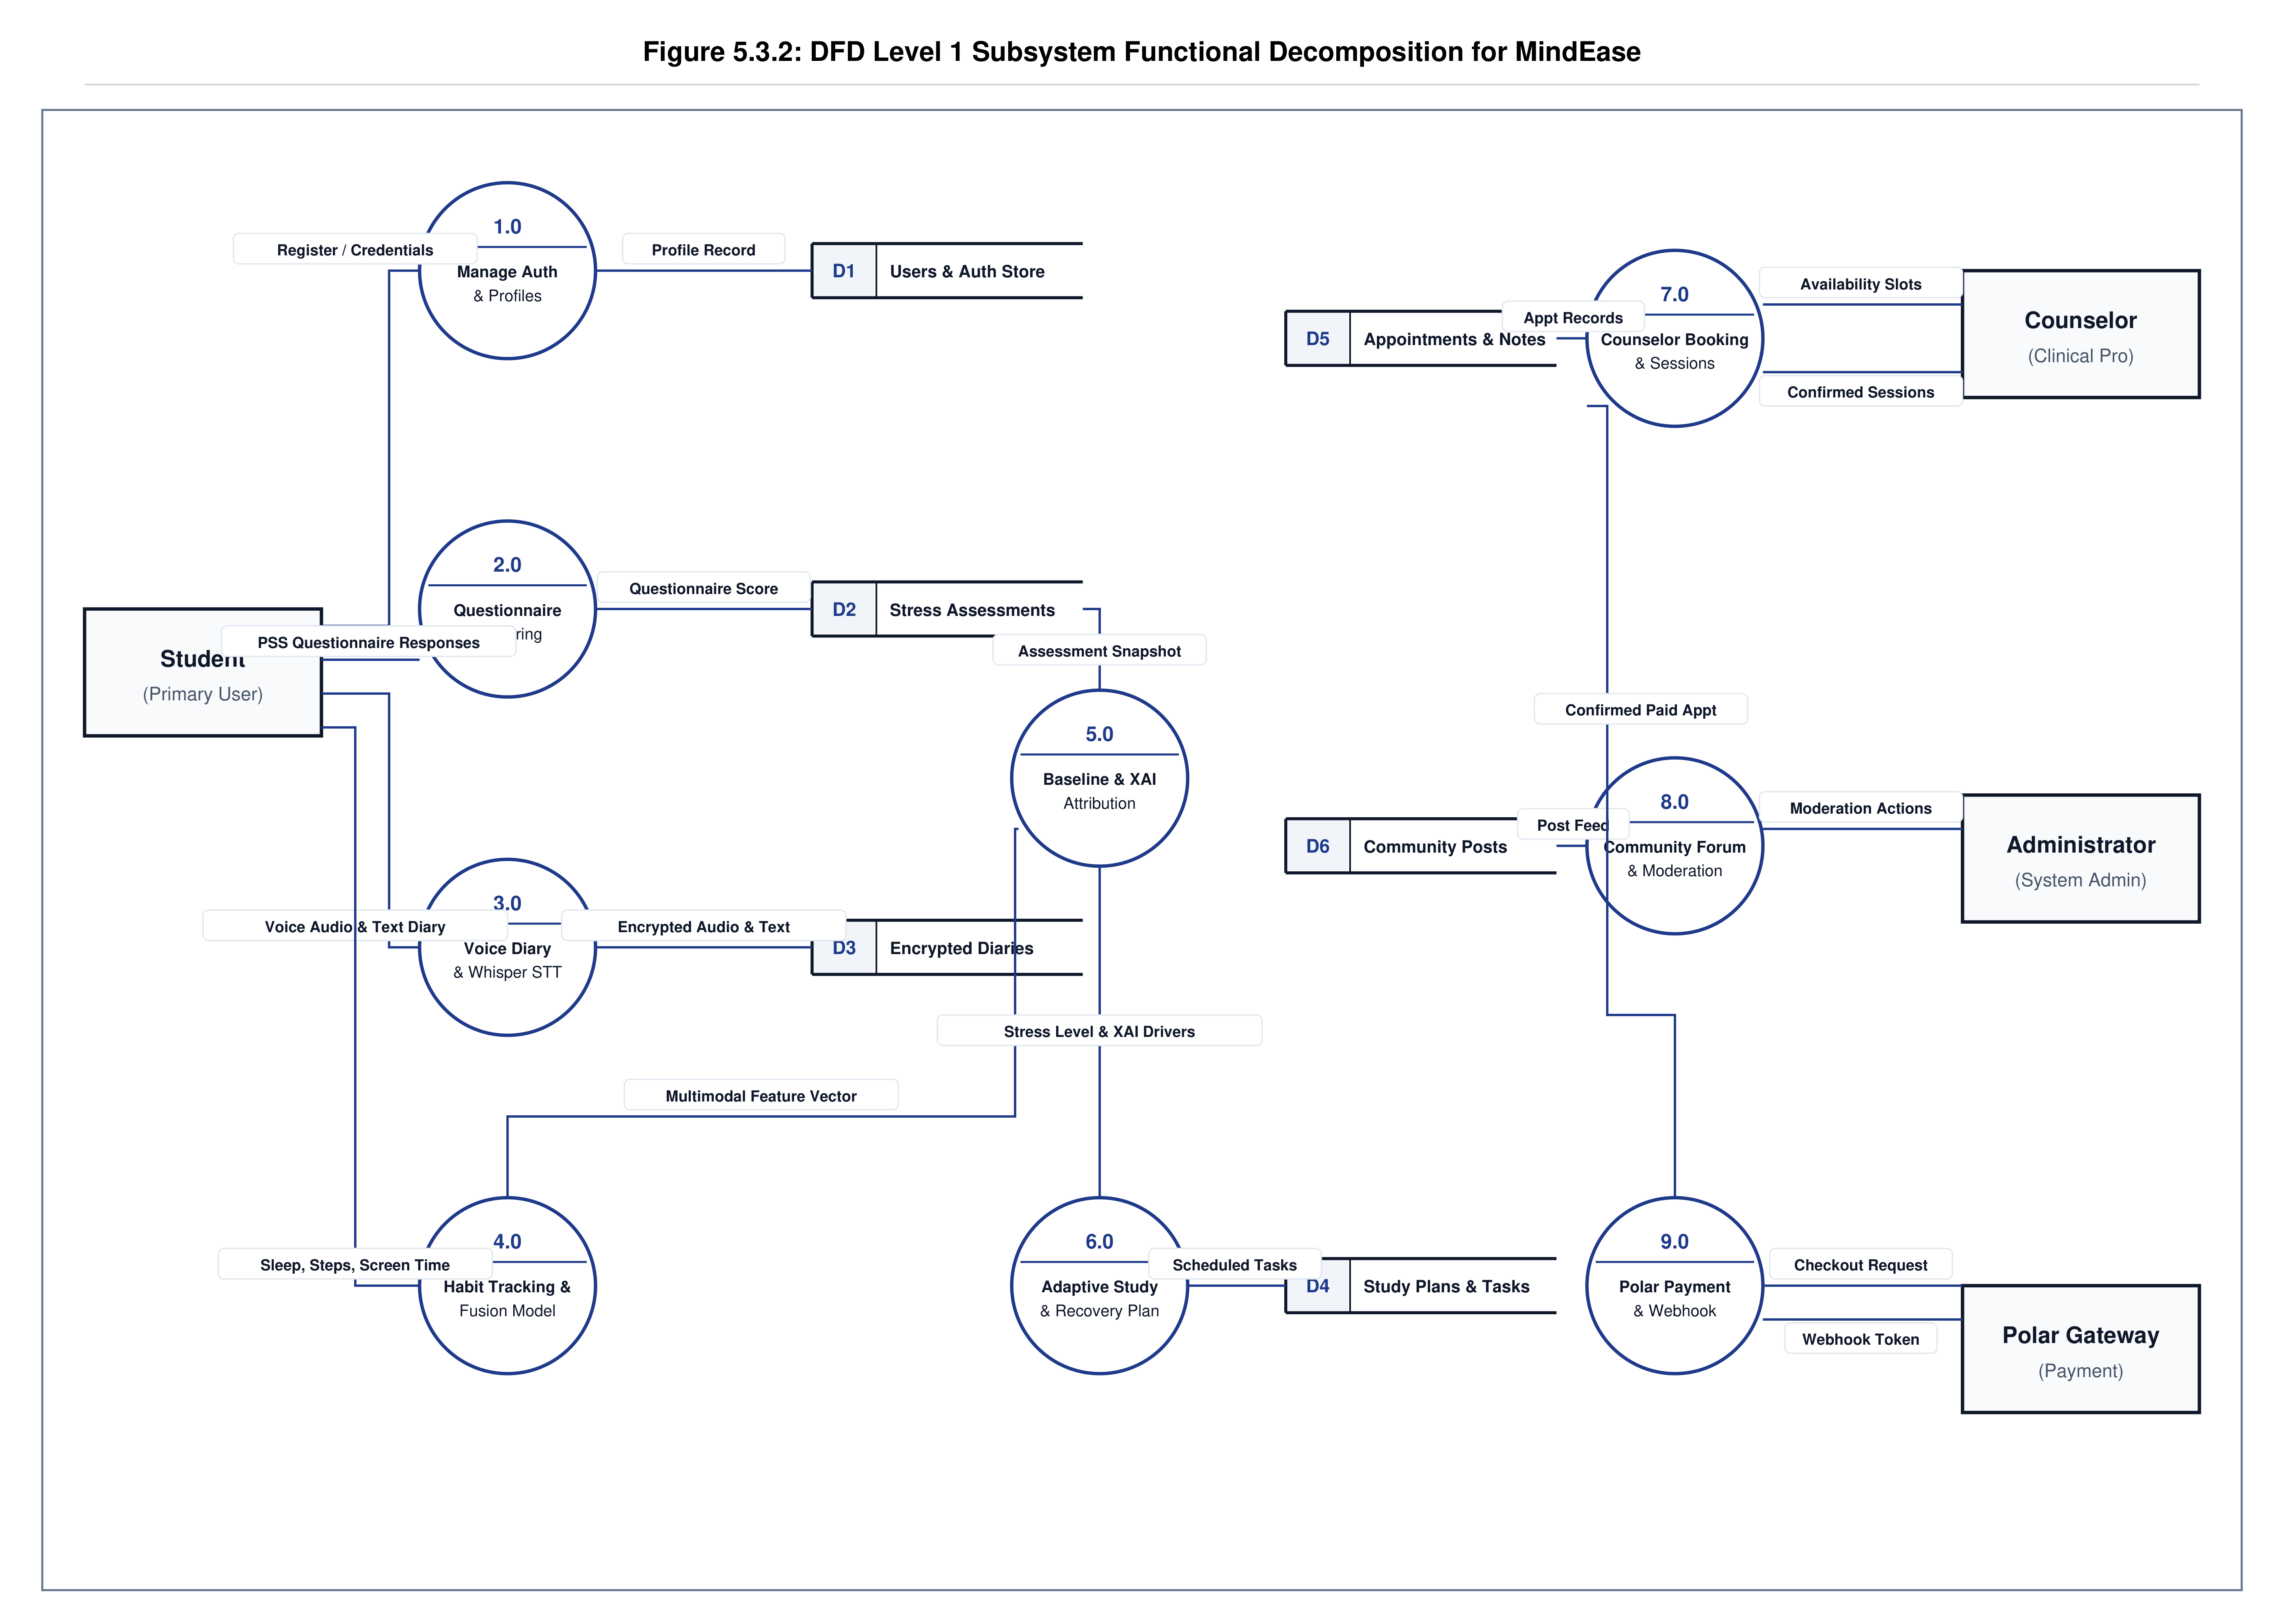 Figure 5.3.2: DFD Level 1 Subsystem Functional Decomposition for MindEase
1.0
Register / Credentials
Manage Auth
& Profiles
Profile Record
D1
Users & Auth Store
D5
Appointments & Notes
Appt Records
7.0
Counselor Booking
& Sessions
Availability Slots
Confirmed Sessions
Counselor
(Clinical Pro)
2.0
Questionnaire
ring
PSS Questionnaire Responses
Student
(Primary User)
Questionnaire Score
D2
Stress Assessments
Assessment Snapshot
5.0
Baseline & XAI
Attribution
Confirmed Paid Appt
D6
Community Posts
Post Feed
8.0
Community Forum
& Moderation
Moderation Actions
Administrator
(System Admin)
3.0
Voice Audio & Text Diary
Voice Diary
& Whisper STT
Encrypted Audio & Text
D3
Encrypted Diaries
Stress Level & XAI Drivers
Multimodal Feature Vector
4.0
Sleep, Steps, Screen Time
Habit Tracking &
Fusion Model
6.0
Adaptive Study
& Recovery Plan
Scheduled Tasks
D4
Study Plans & Tasks
9.0
Polar Payment
& Webhook
Checkout Request
Webhook Token
Polar Gateway
(Payment)